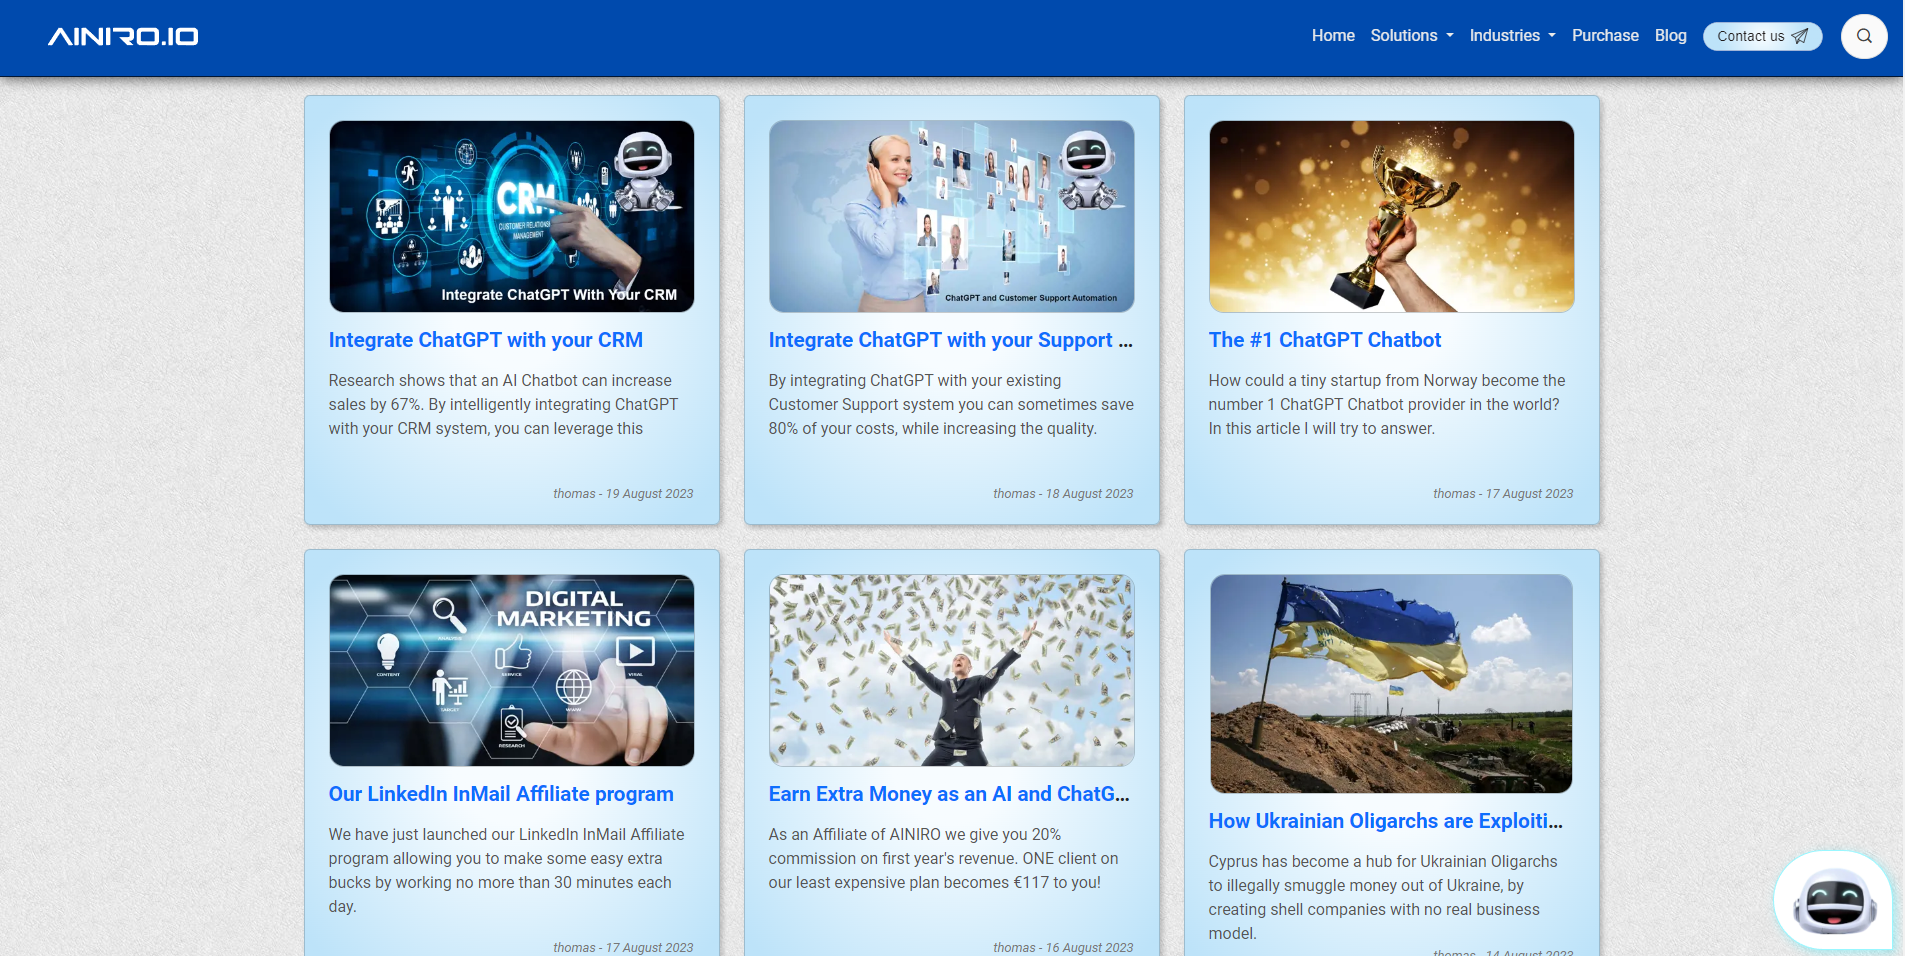 AINIRO.IO
Home Solutions Industries Purchase Blog Contact us
CRM
CUSTOMER RELATIONSHIP
MANAGEMENT
Integrate ChatGPT With Your CRM
Integrate ChatGPT with your CRM
Research shows that an AI Chatbot can increase
sales by 67%. By intelligently integrating ChatGPT
with your CRM system, you can leverage this
thomas - 19 August 2023
ChatGPT and Customer Support Automation
Integrate ChatGPT with your Support ...
By integrating ChatGPT with your existing
Customer Support system you can sometimes save
80% of your costs, while increasing the quality.
thomas - 18 August 2023
The #1 ChatGPT Chatbot
How could a tiny startup from Norway become the
number 1 ChatGPT Chatbot provider in the world?
In this article I will try to answer.
thomas - 17 August 2023
DIGITAL
MARKETING
ANALYSIS
CONTENT
SERVICE
VIRAL
TARGET
WWW
RESEARCH
Our LinkedIn InMail Affiliate program
We have just launched our LinkedIn InMail Affiliate
program allowing you to make some easy extra
bucks by working no more than 30 minutes each
day.
thomas - 17 August 2023
Earn Extra Money as an AI and ChatG...
As an Affiliate of AINIRO we give you 20%
commission on first year's revenue. ONE client on
our least expensive plan becomes €117 to you!
thomas - 16 August 2023
How Ukrainian Oligarchs are Exploiti...
Cyprus has become a hub for Ukrainian Oligarchs
to illegally smuggle money out of Ukraine, by
creating shell companies with no real business
model.
thomas - 14 August 2023